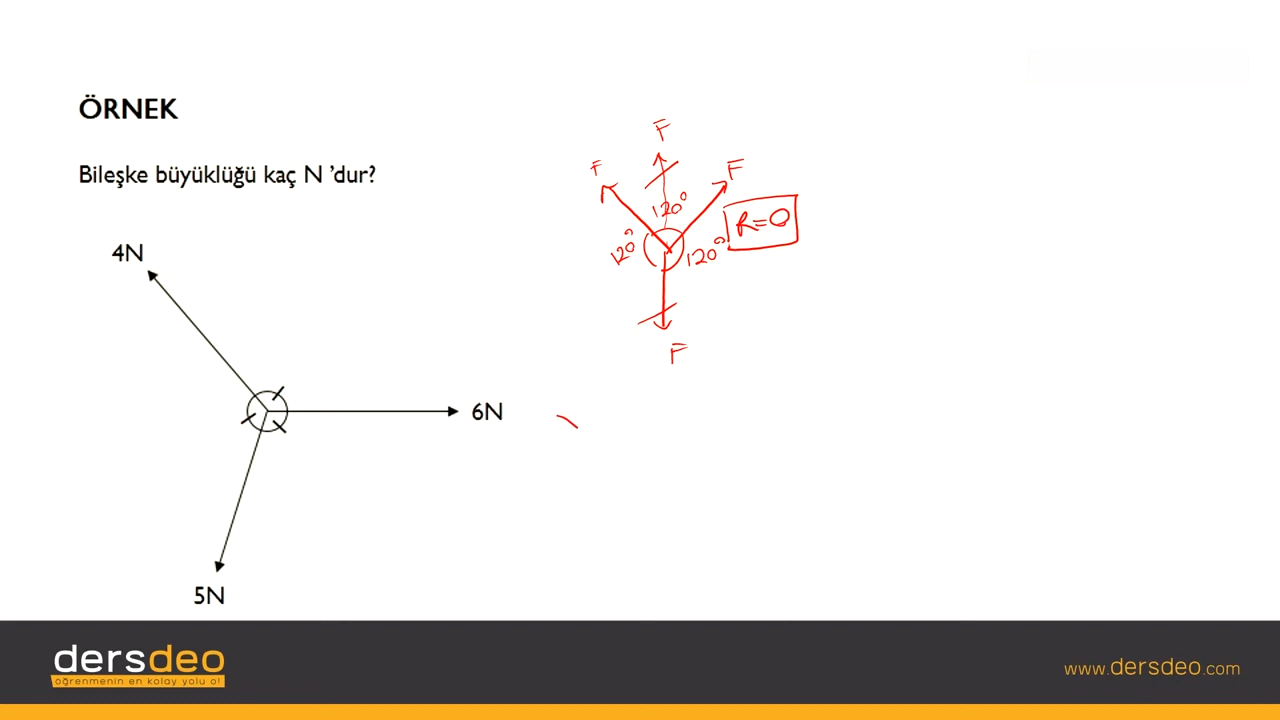 ÖRNEK
Bileşke büyüklüğü kaç N 'dur?
4N
6N
5N
F
F
F
120°
R=0
120°
120°
F
dersdeo
öğrenmenin en kolay yolu o!
www.dersdeo.com